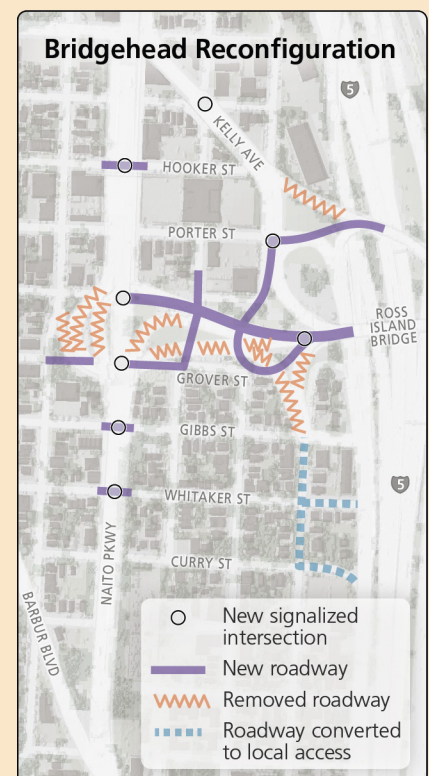 Bridgehead Reconfiguration
5
KELLY AVE
HOOKER ST
PORTER ST
ROSS
ISLAND
BRIDGE
GROVER ST
GIBBS ST
5
WHITAKER ST
NAITO PKWY
CURRY ST
BARBUR BLVD
New signalized
intersection
New roadway
Removed roadway
Roadway converted
to local access